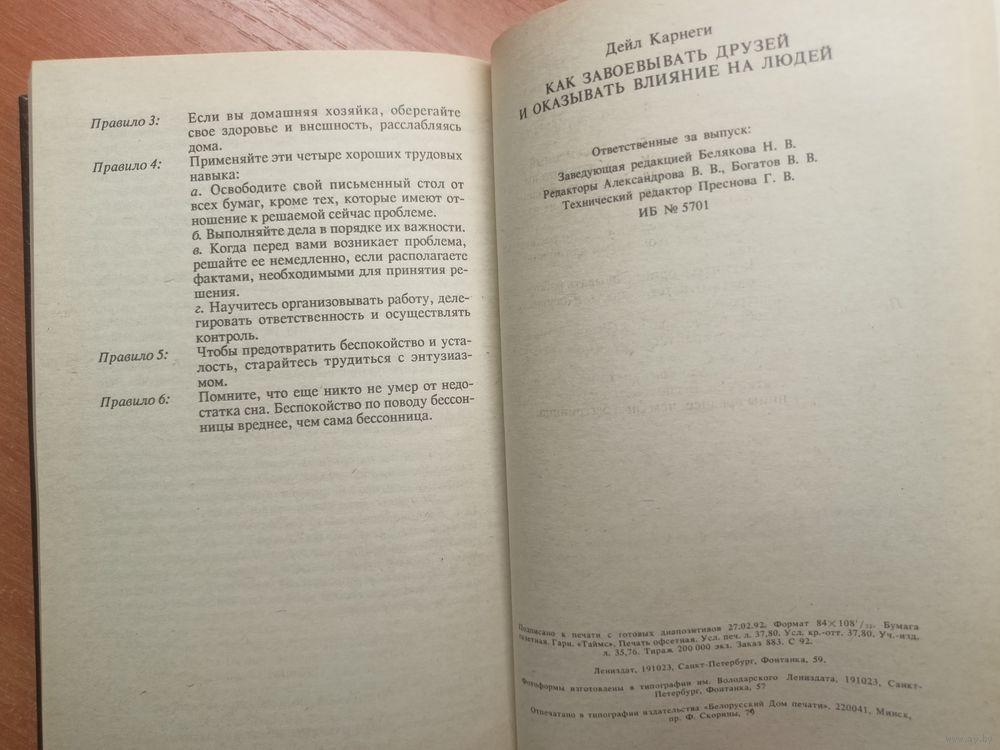 Правило 3: Если вы домашняя хозяйка, оберегайте
свое здоровье и внешность, расслабляясь
дома.
Правило 4: Применяйте эти четыре хороших трудовых
навыка:
а. Освободите свой письменный стол от
всех бумаг, кроме тех, которые имеют от-
ношение к решаемой сейчас проблеме.
б. Выполняйте дела в порядке их важности.
в. Когда перед вами возникает проблема,
решайте ее немедленно, если располагаете
фактами, необходимыми для принятия ре-
шения.
г. Научитесь организовывать работу, деле-
гировать ответственность и осуществлять
контроль.
Правило 5: Чтобы предотвратить беспокойство и уста-
лость, старайтесь трудиться с энтузиаз-
мом.
Правило 6: Помните, что еще никто не умер от недо-
статка сна. Беспокойство по поводу бессон-
ницы вреднее, чем сама бессонница.
Дейл Карнеги
КАК ЗАВОЕВЫВАТЬ ДРУЗЕЙ
И ОКАЗЫВАТЬ ВЛИЯНИЕ НА ЛЮДЕЙ
Ответственные за выпуск:
Заведующая редакцией Белякова Н. В.
Редакторы Александрова В. В., Богатов В. В.
Технический редактор Преснова Г. В.
ИБ № 5701
Подписано к печати с готовых диапозитивов 27.02.92. Формат 84×108¹/₃₂. Бумага
газетная. Гарн. «Таймс». Печать офсетная. Усл. печ. л. 37,80. Усл. кр.-отт. 37,80. Уч.-изд.
л. 35,76. Тираж 200 000 экз. Заказ 883. С 92.
Лениздат, 191023, Санкт-Петербург, Фонтанка, 59.
Фотоформы изготовлены в типографии им. Володарского Лениздата, 191023, Санкт-
Петербург, Фонтанка, 57
Отпечатано в типографии издательства «Белорусский Дом печати», 220041, Минск,
пр. Ф. Скорины, 79